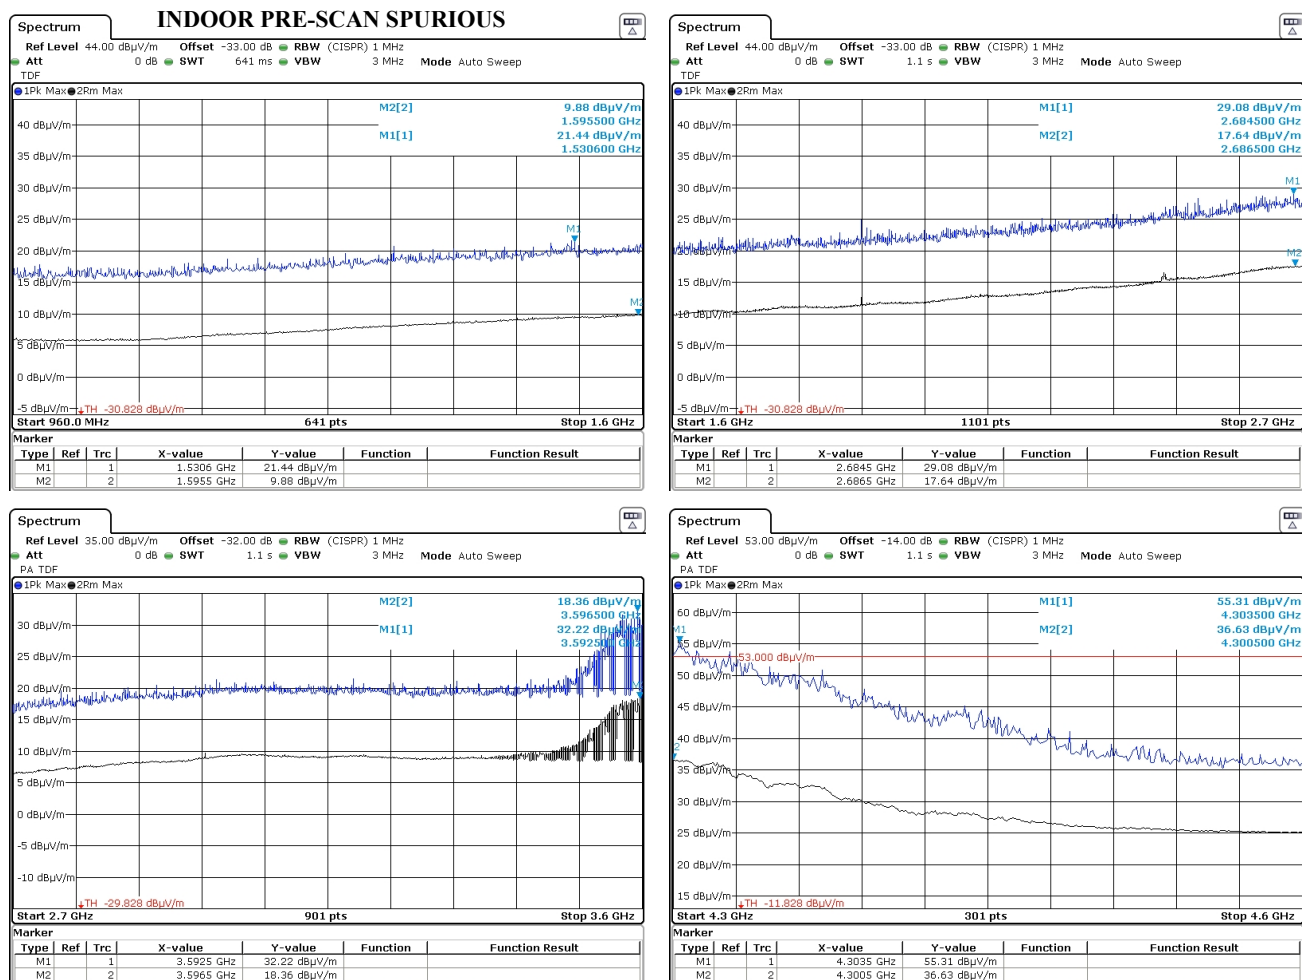 INDOOR PRE-SCAN SPURIOUS
Spectrum
Ref Level 44.00 dBµV/m Offset -33.00 dB RBW (CISPR) 1 MHz
Att 0 dB SWT 641 ms VBW 3 MHz Mode Auto Sweep
TDF
1Pk Max 2Rm Max
M2[2] 9.88 dBµV/m
1.595500 GHz
M1[1] 21.44 dBµV/m
1.530600 GHz
40 dBµV/m
35 dBµV/m
30 dBµV/m
25 dBµV/m
M1
20 dBµV/m
15 dBµV/m
M2
10 dBµV/m
5 dBµV/m
0 dBµV/m
-5 dBµV/m
TH -30.828 dBµV/m
Start 960.0 MHz 641 pts Stop 1.6 GHz
Marker
Type Ref Trc X-value Y-value Function Function Result
M1 1 1.5306 GHz 21.44 dBµV/m
M2 2 1.5955 GHz 9.88 dBµV/m
Spectrum
Ref Level 44.00 dBµV/m Offset -33.00 dB RBW (CISPR) 1 MHz
Att 0 dB SWT 1.1 s VBW 3 MHz Mode Auto Sweep
TDF
1Pk Max 2Rm Max
M1[1] 29.08 dBµV/m
2.684500 GHz
M2[2] 17.64 dBµV/m
2.686500 GHz
40 dBµV/m
35 dBµV/m
M1
30 dBµV/m
25 dBµV/m
20 dBµV/m
M2
15 dBµV/m
10 dBµV/m
5 dBµV/m
0 dBµV/m
-5 dBµV/m
TH -30.828 dBµV/m
Start 1.6 GHz 1101 pts Stop 2.7 GHz
Marker
Type Ref Trc X-value Y-value Function Function Result
M1 1 2.6845 GHz 29.08 dBµV/m
M2 2 2.6865 GHz 17.64 dBµV/m
Spectrum
Ref Level 35.00 dBµV/m Offset -32.00 dB RBW (CISPR) 1 MHz
Att 0 dB SWT 1.1 s VBW 3 MHz Mode Auto Sweep
PA TDF
1Pk Max 2Rm Max
M2[2] 18.36 dBµV/m
3.596500 GHz
M1[1] 32.22 dBµV/m
3.592500 GHz
30 dBµV/m
25 dBµV/m
20 dBµV/m
15 dBµV/m
10 dBµV/m
5 dBµV/m
0 dBµV/m
-5 dBµV/m
-10 dBµV/m
TH -29.828 dBµV/m
Start 2.7 GHz 901 pts Stop 3.6 GHz
Marker
Type Ref Trc X-value Y-value Function Function Result
M1 1 3.5925 GHz 32.22 dBµV/m
M2 2 3.5965 GHz 18.36 dBµV/m
Spectrum
Ref Level 53.00 dBµV/m Offset -14.00 dB RBW (CISPR) 1 MHz
Att 0 dB SWT 1.1 s VBW 3 MHz Mode Auto Sweep
PA TDF
1Pk Max 2Rm Max
M1[1] 55.31 dBµV/m
4.303500 GHz
M2[2] 36.63 dBµV/m
4.300500 GHz
60 dBµV/m
M1
55 dBµV/m
53.000 dBµV/m
50 dBµV/m
45 dBµV/m
40 dBµV/m
2
35 dBµV/m
30 dBµV/m
25 dBµV/m
20 dBµV/m
15 dBµV/m
TH -11.828 dBµV/m
Start 4.3 GHz 301 pts Stop 4.6 GHz
Marker
Type Ref Trc X-value Y-value Function Function Result
M1 1 4.3035 GHz 55.31 dBµV/m
M2 2 4.3005 GHz 36.63 dBµV/m